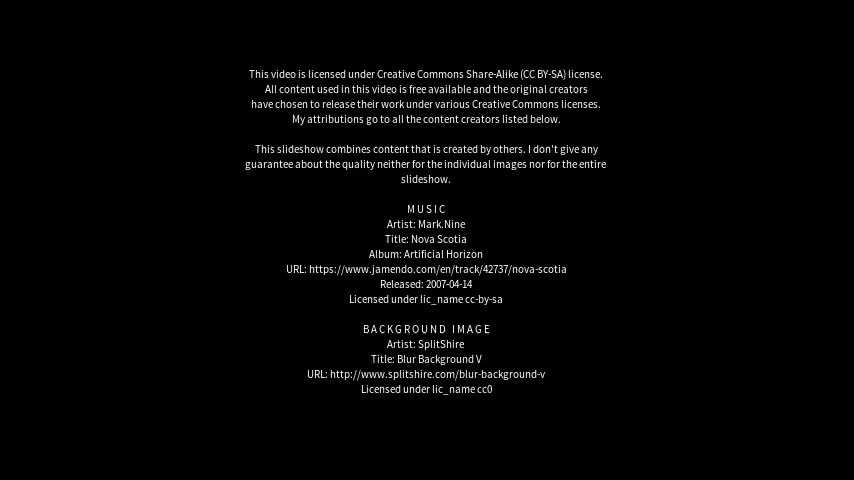 This video is licensed under Creative Commons Share-Alike (CC BY-SA) license.
All content used in this video is free available and the original creators
have chosen to release their work under various Creative Commons licenses.
My attributions go to all the content creators listed below.
This slideshow combines content that is created by others. I don't give any
guarantee about the quality neither for the individual images nor for the entire
slideshow.
MUSIC
Artist: Mark.Nine
Title: Nova Scotia
Album: Artificial Horizon
URL: https://www.jamendo.com/en/track/42737/nova-scotia
Released: 2007-04-14
Licensed under lic_name cc-by-sa
BACKGROUND IMAGE
Artist: SplitShire
Title: Blur Background V
URL: http://www.splitshire.com/blur-background-v
Licensed under lic_name cc0